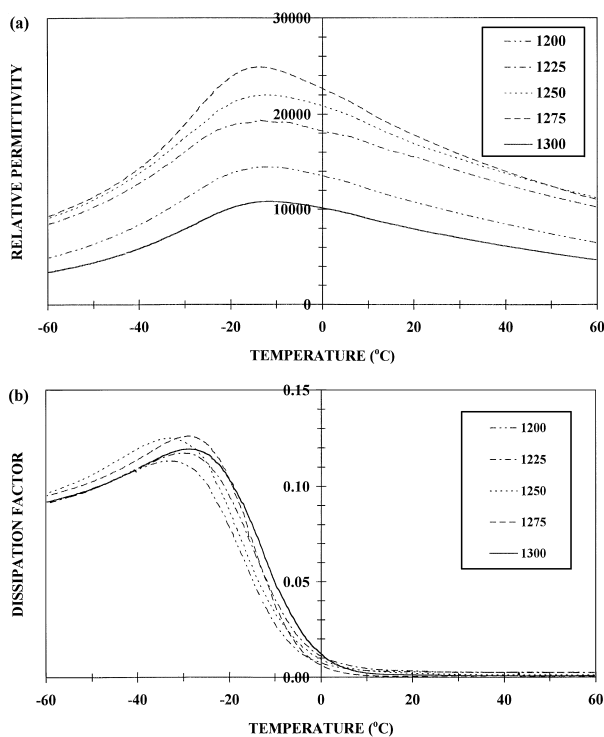 (a)
30000
20000
10000
0
RELATIVE PERMITTIVITY
1200
1225
1250
1275
1300
-60 -40 -20 0 20 40 60
TEMPERATURE (°C)
(b)
0.15
0.10
0.05
0.00
DISSIPATION FACTOR
1200
1225
1250
1275
1300
-60 -40 -20 0 20 40 60
TEMPERATURE (°C)